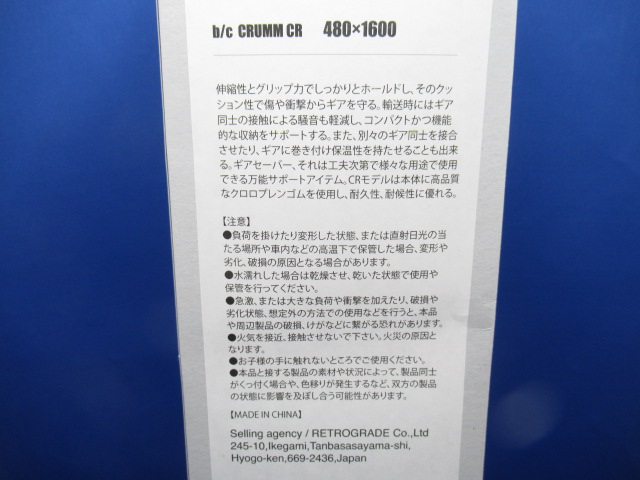 b/c CRUMM CR 480×1600
伸縮性とグリップ力でしっかりとホールドし、そのクッ
ション性で傷や衝撃からギアを守る。輸送時にはギア
同士の接触による騒音も軽減し、コンパクトかつ機能
的な収納をサポートする。また、別々のギア同士を接合
させたり、ギアに巻き付け保温性を持たせることも出来
る。ギアセーバー、それは工夫次第で様々な用途で使用
できる万能サポートアイテム。CRモデルは本体に高品質
なクロロプレンゴムを使用し、耐久性、耐候性に優れる。
【注意】
●負荷を掛けたり変形した状態、または直射日光の当
たる場所や車内などの高温下で保管した場合、変形や
劣化、破損の原因となる場合があります。
●水濡れした場合は乾燥させ、乾いた状態で使用や
保管を行ってください。
●急激、または大きな負荷や衝撃を加えたり、破損や
劣化状態、想定外の方法での使用などを行うと、本品
や周辺製品の破損、けがなどに繋がる恐れがあります。
●火気を接近、接触させないで下さい。火災の原因と
なります。
●お子様の手に触れないところでご使用ください。
●本品と接する製品の素材や状況によって、製品同士
がくっ付く場合や、色移りが発生するなど、双方の製品
の状態に影響を及ぼし合う可能性があります。
【MADE IN CHINA】
Selling agency / RETROGRADE Co.,Ltd
245-10,Ikegami,Tanbasasayama-shi,
Hyogo-ken,669-2436,Japan